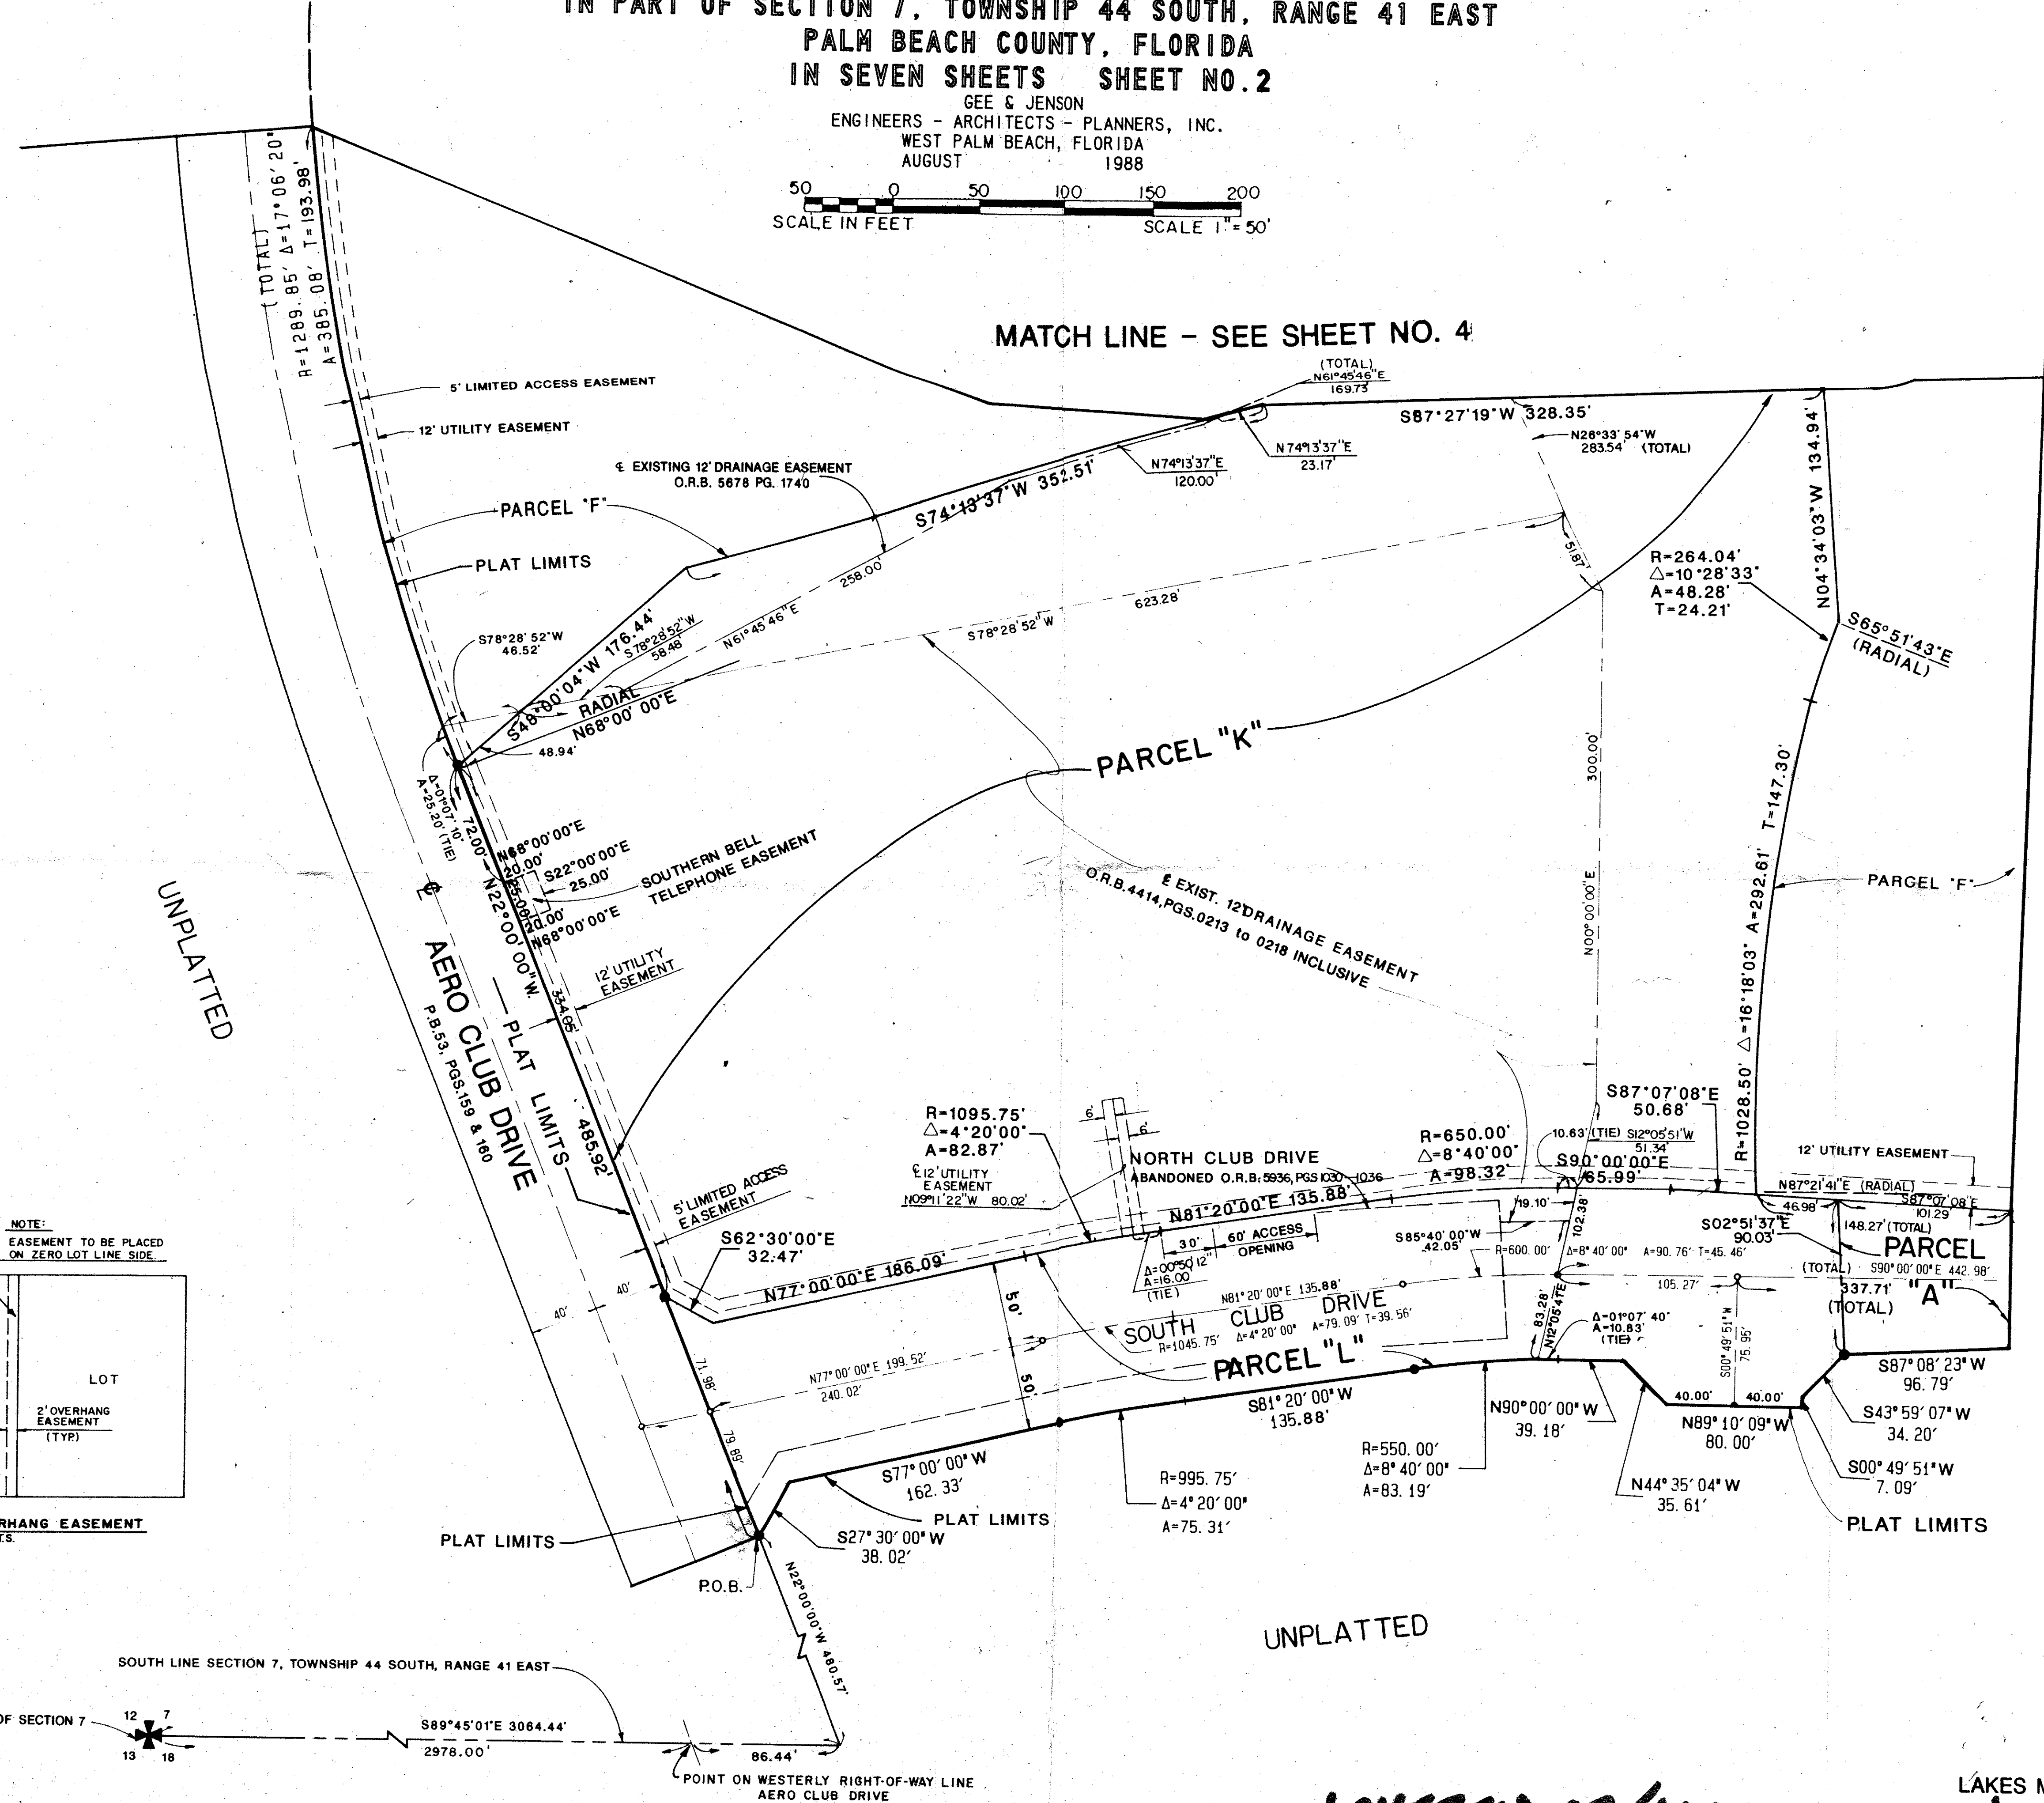 IN PART OF SECTION 7, TOWNSHIP 44 SOUTH, RANGE 41 EAST
PALM BEACH COUNTY, FLORIDA
IN SEVEN SHEETS SHEET NO. 2
GEE & JENSON
ENGINEERS - ARCHITECTS - PLANNERS, INC.
WEST PALM BEACH, FLORIDA
AUGUST 1988
50 0 50 100 150 200
SCALE IN FEET SCALE 1" = 50'
MATCH LINE - SEE SHEET NO. 4
(TOTAL)
R=1289.85' Δ=17°06'20"
A=385.08' T=193.98'
5' LIMITED ACCESS EASEMENT
12' UTILITY EASEMENT
℄ EXISTING 12' DRAINAGE EASEMENT
O.R.B. 5678 PG. 1740
PARCEL "F"
PLAT LIMITS
(TOTAL)
N61°45'46"E
169.73'
S87°27'19"W 328.35'
N26°33'54"W
283.54' (TOTAL)
N74°13'37"E
23.17'
N74°13'37"E
120.00'
S74°13'37"W 352.51'
258.00'
N61°45'46"E
51.87'
623.28'
S78°28'52"W
N04°34'03"W 134.94'
R=264.04'
Δ=10°28'33"
A=48.28'
T=24.21'
S65°51'43"E
(RADIAL)
S78°28'52"W
46.52'
S48°00'04"W 176.44'
S78°28'52"W
58.48'
RADIAL
N68°00'00"E
48.94'
Δ=01°07'10"
A=25.20' (TIE)
PARCEL "K"
300.00'
N00°00'00"E
R=1028.50' Δ=16°18'03" A=292.61' T=147.30'
PARCEL "F"
72.00'
N68°00'00"E
20.00'
S22°00'00"E
25.00'
25.00'
20.00'
N68°00'00"E
SOUTHERN BELL
TELEPHONE EASEMENT
N22°00'00"W
334.05'
485.92'
12' UTILITY
EASEMENT
℄ EXIST. 12' DRAINAGE EASEMENT
O.R.B. 4414, PGS. 0213 to 0218 INCLUSIVE
UNPLATTED
℄
AERO CLUB DRIVE
P.B. 53, PGS. 159 & 160
PLAT LIMITS
R=1095.75'
Δ=4°20'00"
A=82.87'
6'
6'
℄ 12' UTILITY
EASEMENT
N09°11'22"W 80.02'
NORTH CLUB DRIVE
ABANDONED O.R.B. 5936, PGS 1030-1036
R=650.00'
Δ=8°40'00"
A=98.32'
S87°07'08"E
50.68'
10.63' (TIE) S12°05'51"W
51.34'
S90°00'00"E
65.99'
12' UTILITY EASEMENT
N87°21'41"E (RADIAL)
S87°07'08"E
101.29'
46.98'
5' LIMITED ACCESS
EASEMENT
S62°30'00"E
32.47'
N77°00'00"E 186.09'
N81°20'00"E 135.88'
30' 60' ACCESS
OPENING
Δ=00°50'12"
A=16.00'
(TIE)
19.10'
102.38'
S85°40'00"W
42.05'
R=600.00' Δ=8°40'00" A=90.76' T=45.46'
S02°51'37"E
90.03'
148.27' (TOTAL)
PARCEL
"A"
(TOTAL) S90°00'00"E 442.98'
337.71'
(TOTAL)
105.27'
N81°20'00"E 135.88'
SOUTH CLUB DRIVE
R=1045.75' Δ=4°20'00" A=79.09' T=39.56'
83.28'
Δ=01°07'40"
A=10.83'
(TIE)
S00°49'51"W
75.95'
50'
50'
40'
40'
71.98'
79.89'
N77°00'00"E 199.52'
240.02'
PARCEL "L"
S81°20'00"W
135.88'
N90°00'00"W
39.18'
40.00' 40.00'
N89°10'09"W
80.00'
S87°08'23"W
96.79'
S43°59'07"W
34.20'
S00°49'51"W
7.09'
N44°35'04"W
35.61'
PLAT LIMITS
S77°00'00"W
162.33'
R=995.75'
Δ=4°20'00"
A=75.31'
R=550.00'
Δ=8°40'00"
A=83.19'
PLAT LIMITS
PLAT LIMITS
S27°30'00"W
38.02'
P.O.B.
N22°00'00"W 480.57'
UNPLATTED
NOTE:
EASEMENT TO BE PLACED
ON ZERO LOT LINE SIDE.
LOT
2' OVERHANG
EASEMENT
(TYP.)
EASEMENT
SOUTH LINE SECTION 7, TOWNSHIP 44 SOUTH, RANGE 41 EAST
OF SECTION 7
12 7
13 18
S89°45'01"E 3064.44'
2978.00'
86.44'
POINT ON WESTERLY RIGHT-OF-WAY LINE
AERO CLUB DRIVE
LAKES